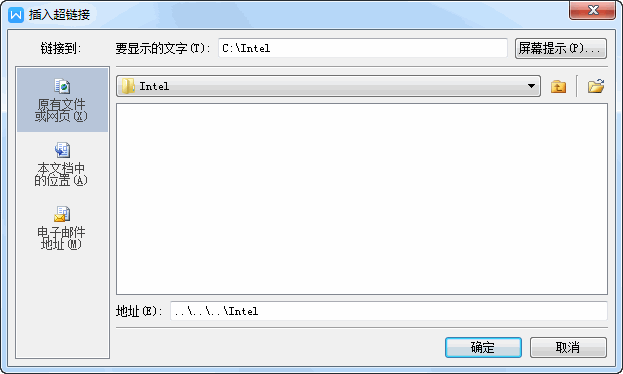 插入超链接
链接到:
要显示的文字(T): C:\Intel
屏幕提示(P)...
Intel
原有文件
或网页(X)
本文档中
的位置(A)
电子邮件
地址(M)
地址(E): ..\..\..\Intel
确定
取消